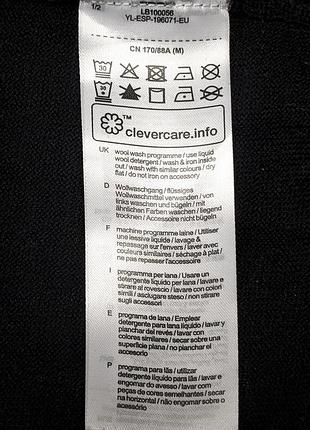 1/2
LB100056
YL-ESP-196071-EU
CN 170/88A (M)
30
30
™
clevercare.info
UK wool wash programme / use liquid
wool detergent / wash & iron inside
out / wash with similar colours / dry
flat / do not iron on accessory
D Wollwaschgang / flüssiges
Wollwaschmittel verwenden / von
links waschen und bügeln / mit
ähnlichen Farben waschen / liegend
trocknen / Accessoire nicht bügeln
F machine programme laine / Utiliser
une lessive liquide / lavage &
repassage sur l'envers / laver avec
couleurs similaires / séchage à plat /
ne pas repasser l'accessoire
I programma per lana / Usare un
detergente liquido per lana / lavare e
stirare al rovescio / lavare con colori
simili / asciugare steso / non stirare
sugli accessori
E programa de lana / Emplear
detergente para lana líquido / lavar y
planchar del revés / lavar con
colores similares / secar sobre una
superficie plana / no planchar el
accesorio
P programa para lãs / utilizar
detergente líquido para lãs / lavar e
engomar do avesso / lavar com
peças de cores semelhantes / secar
na horizontal / não engomar sobre o
acessório